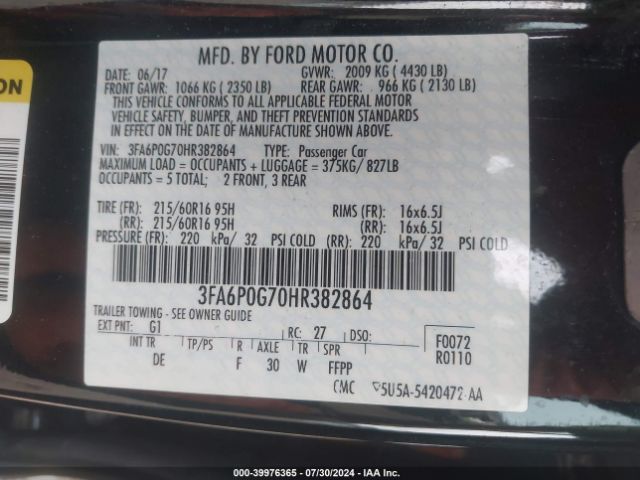 ON
MFD. BY FORD MOTOR CO.
DATE: 06/17 GVWR: 2009 KG ( 4430 LB)
FRONT GAWR: 1066 KG ( 2350 LB) REAR GAWR: 966 KG ( 2130 LB)
THIS VEHICLE CONFORMS TO ALL APPLICABLE FEDERAL MOTOR
VEHICLE SAFETY, BUMPER, AND THEFT PREVENTION STANDARDS
IN EFFECT ON THE DATE OF MANUFACTURE SHOWN ABOVE.
VIN: 3FA6P0G70HR382864 TYPE: Passenger Car
MAXIMUM LOAD = OCCUPANTS + LUGGAGE = 375KG/ 827LB
OCCUPANTS = 5 TOTAL; 2 FRONT, 3 REAR
TIRE (FR): 215/60R16 95H RIMS (FR): 16x6.5J
(RR): 215/60R16 95H (RR): 16x6.5J
PRESSURE (FR): 220 kPa/ 32 PSI COLD (RR): 220 kPa/ 32 PSI COLD
3FA6P0G70HR382864
TRAILER TOWING - SEE OWNER GUIDE
EXT PNT: G1 RC: 27 DSO: F0072
INT TR TP/PS R AXLE TR SPR R0110
DE F 30 W FFPP
CMC 5U5A-5420472-AA
000-39976365 - 07/30/2024 - IAA Inc.